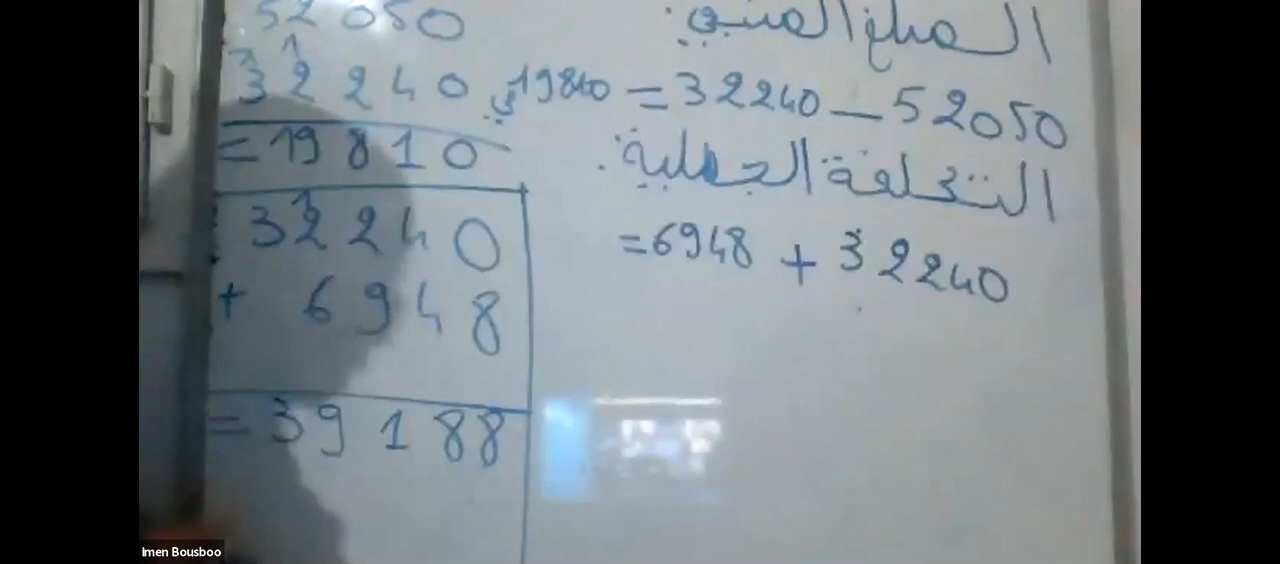 المبلغ المتبقي:
52050 − 32240 = 19810 ي
التكلفة الجملية:
32240 + 6948 =
52050
32240
=19810
32240
+ 6948
=39188
Imen Bousboo